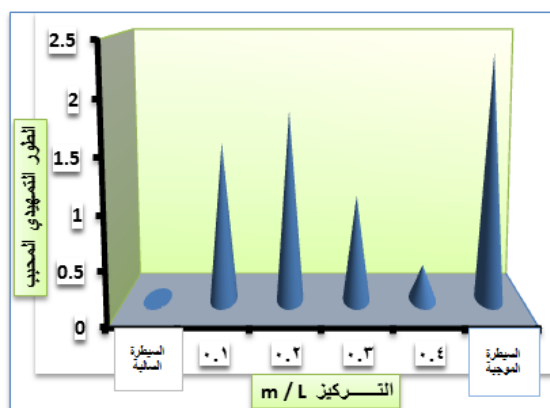 2.5
2
1.5
1
0.5
0
الطور التمهيدي المحبب
السيطرة
السالبة
٠.١
٠.٢
٠.٣
٠.٤
السيطرة
الموجبة
التـــــركيز m / L